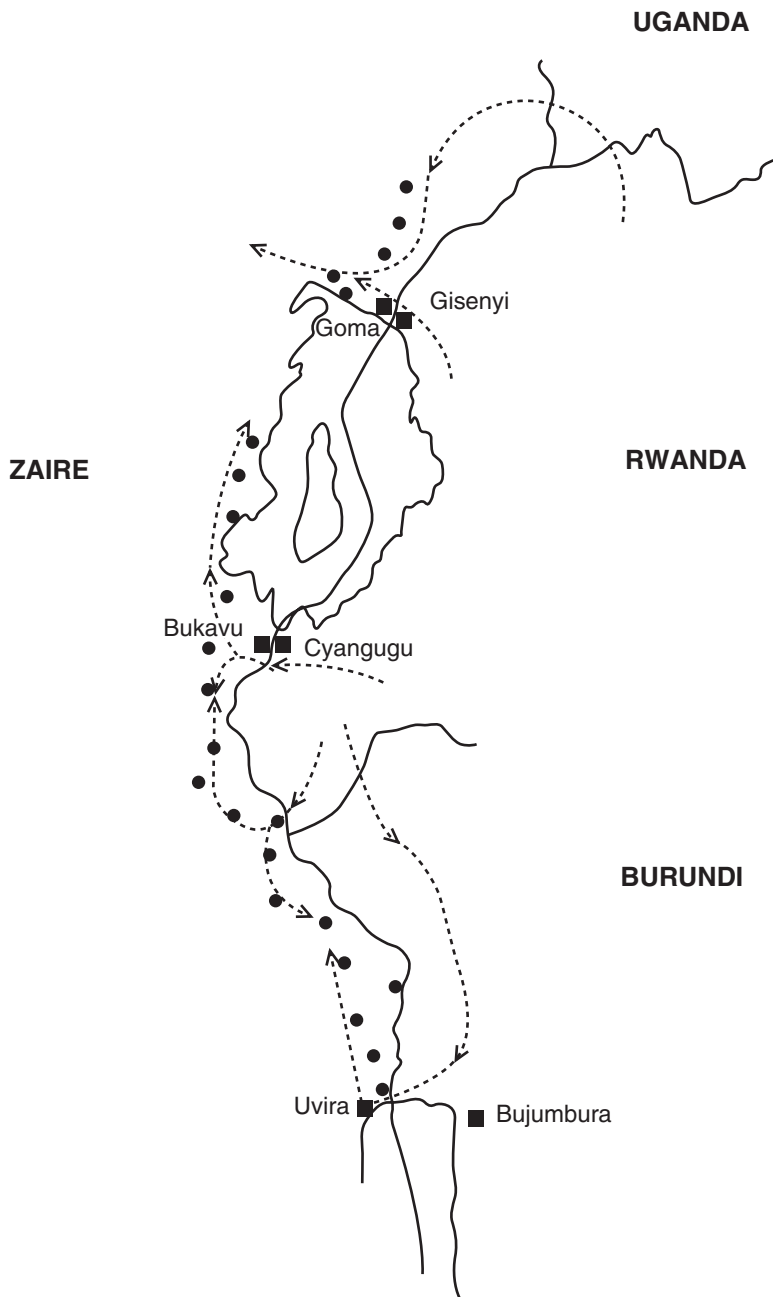 UGANDA
Gisenyi
Goma
ZAIRE
RWANDA
Bukavu
Cyangugu
BURUNDI
Uvira
Bujumbura